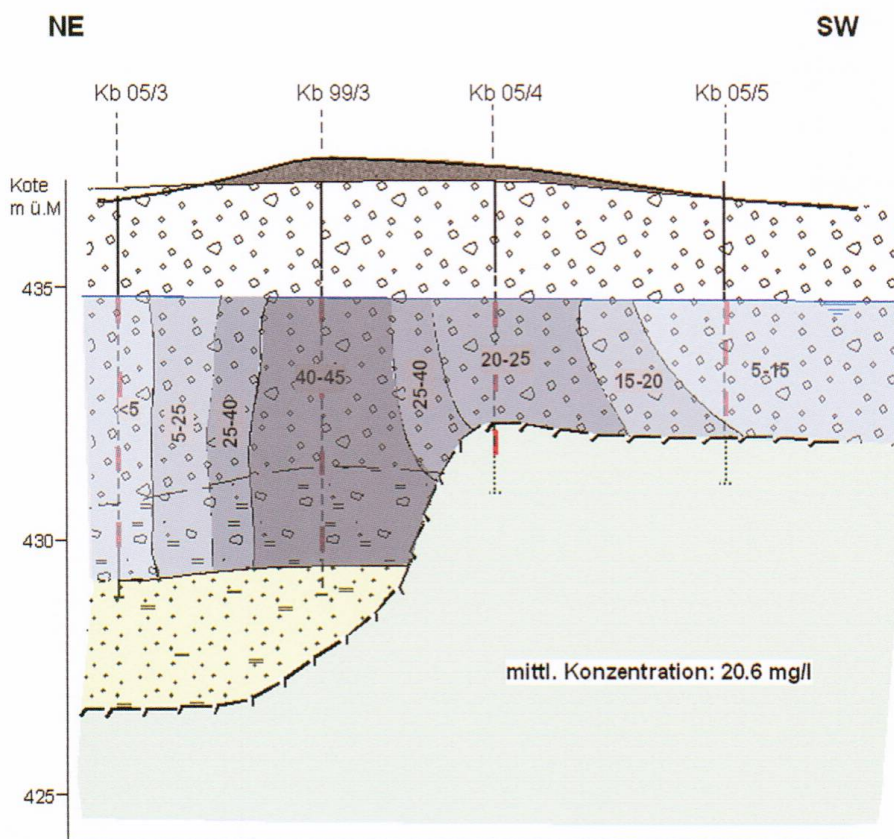 NE
SW
Kb 05/3
Kb 99/3
Kb 05/4
Kb 05/5
Kote
m ü.M
435
<5
5-25
25-40
40-45
25-40
20-25
15-20
5-15
430
mittl. Konzentration: 20.6 mg/l
425